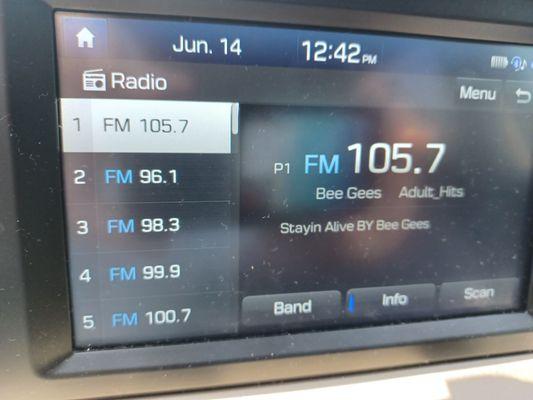 Jun. 14 12:42 PM
Radio
Menu
1 FM 105.7
2 FM 96.1
3 FM 98.3
4 FM 99.9
5 FM 100.7
P1 FM 105.7
Bee Gees Adult_Hits
Stayin Alive BY Bee Gees
Band Info Scan